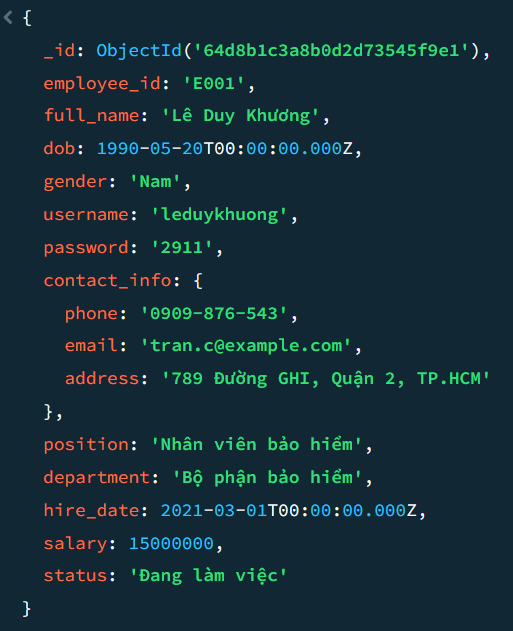 {
  _id: ObjectId('64d8b1c3a8b0d2d73545f9e1'),
  employee_id: 'E001',
  full_name: 'Lê Duy Khương',
  dob: 1990-05-20T00:00:00.000Z,
  gender: 'Nam',
  username: 'leduykhuong',
  password: '2911',
  contact_info: {
    phone: '0909-876-543',
    email: 'tran.c@example.com',
    address: '789 Đường GHI, Quận 2, TP.HCM'
  },
  position: 'Nhân viên bảo hiểm',
  department: 'Bộ phận bảo hiểm',
  hire_date: 2021-03-01T00:00:00.000Z,
  salary: 15000000,
  status: 'Đang làm việc'
}